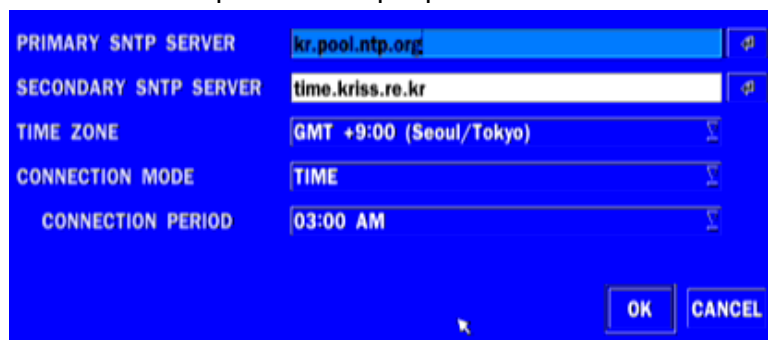 PRIMARY SNTP SERVER kr.pool.ntp.org
SECONDARY SNTP SERVER time.kriss.re.kr
TIME ZONE GMT +9:00 (Seoul/Tokyo)
CONNECTION MODE TIME
CONNECTION PERIOD 03:00 AM
OK CANCEL